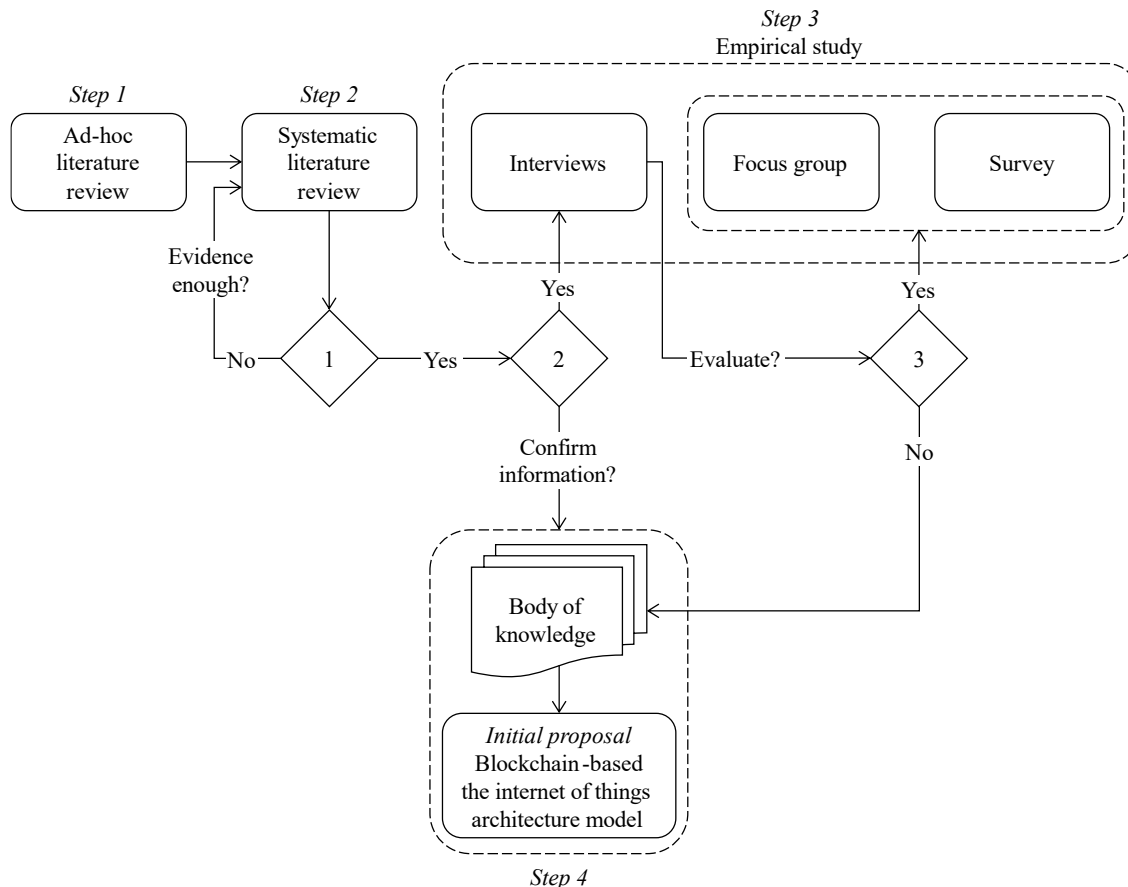 Step 3
Empirical study
Step 1
Step 2
Ad-hoc
literature
review
Systematic
literature
review
Interviews
Focus group
Survey
Evidence
enough?
Yes
Yes
1
No
Yes
2
Evaluate?
3
Confirm
information?
No
Body of
knowledge
Initial proposal
Blockchain-based
the internet of things
architecture model
Step 4